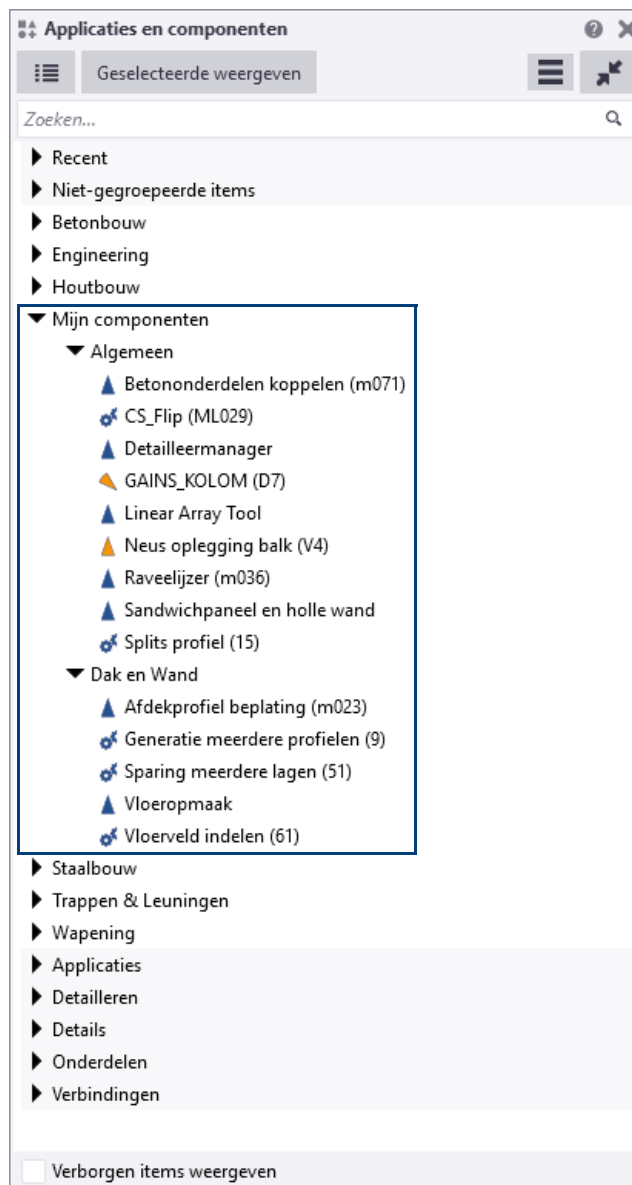 Applicaties en componenten
Geselecteerde weergeven
Zoeken...
Recent
Niet-gegroepeerde items
Betonbouw
Engineering
Houtbouw
Mijn componenten
Algemeen
Betononderdelen koppelen (m071)
CS_Flip (ML029)
Detailleermanager
GAINS_KOLOM (D7)
Linear Array Tool
Neus oplegging balk (V4)
Raveelijzer (m036)
Sandwichpaneel en holle wand
Splits profiel (15)
Dak en Wand
Afdekprofiel beplating (m023)
Generatie meerdere profielen (9)
Sparing meerdere lagen (51)
Vloeropmaak
Vloerveld indelen (61)
Staalbouw
Trappen & Leuningen
Wapening
Applicaties
Detailleren
Details
Onderdelen
Verbindingen
Verborgen items weergeven